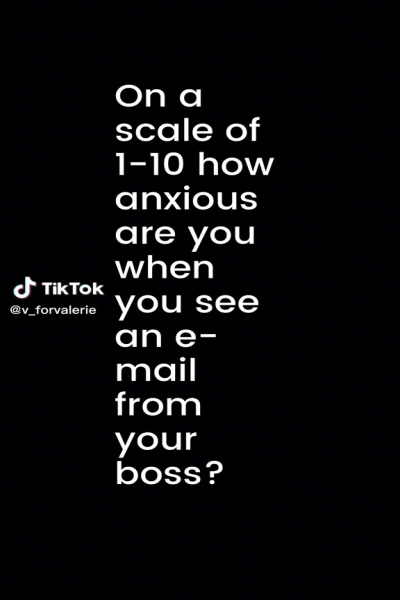 On a
scale of
1-10 how
anxious
are you
when
you see
an e-
mail
from
your
boss?
TikTok
@v_forvalerie